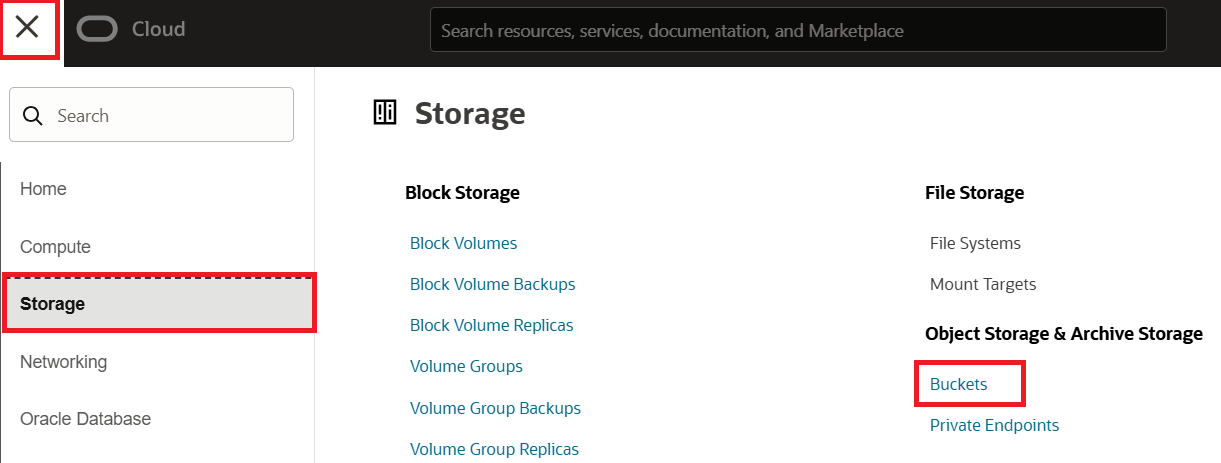 Cloud
Search resources, services, documentation, and Marketplace
Search
Home
Compute
Storage
Networking
Oracle Database
Storage
Block Storage
Block Volumes
Block Volume Backups
Block Volume Replicas
Volume Groups
Volume Group Backups
Volume Group Replicas
File Storage
File Systems
Mount Targets
Object Storage & Archive Storage
Buckets
Private Endpoints